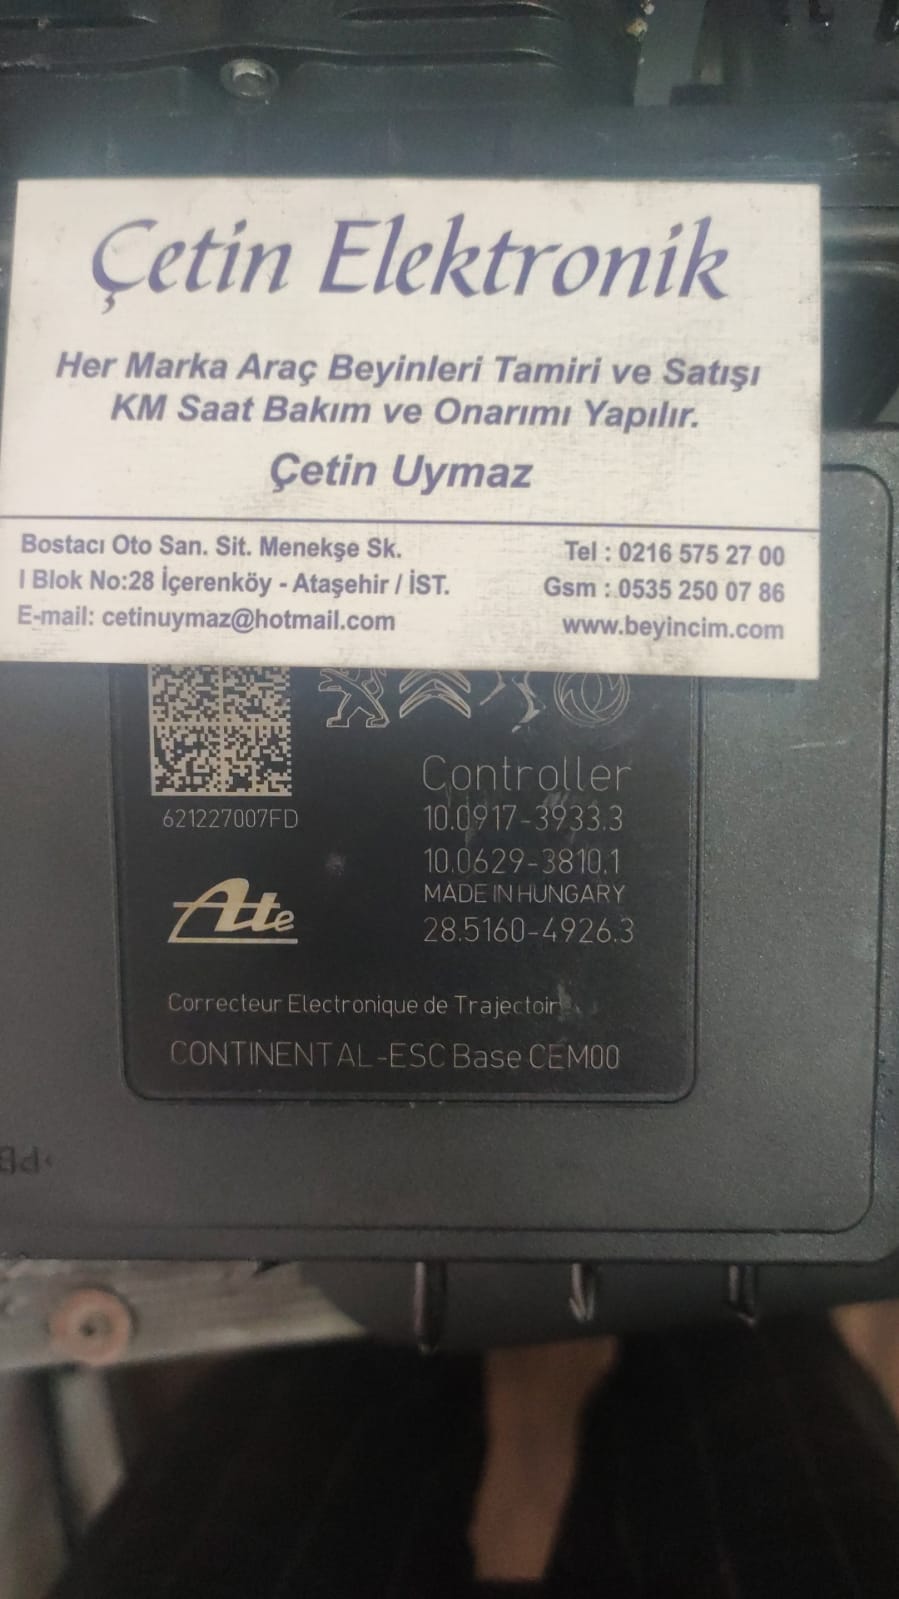 Çetin Elektronik
Her Marka Araç Beyinleri Tamiri ve Satışı
KM Saat Bakım ve Onarımı Yapılır.
Çetin Uymaz
Bostacı Oto San. Sit. Menekşe Sk.
I Blok No:28 İçerenköy - Ataşehir / İST.
E-mail: cetinuymaz@hotmail.com
Tel : 0216 575 27 00
Gsm : 0535 250 07 86
www.beyincim.com
621227007FD
Controller
10.0917-3933.3
10.0629-3810.1
MADE IN HUNGARY
28.5160-4926.3
Ate
Correcteur Electronique de Trajectoir
CONTINENTAL-ESC Base CEM00